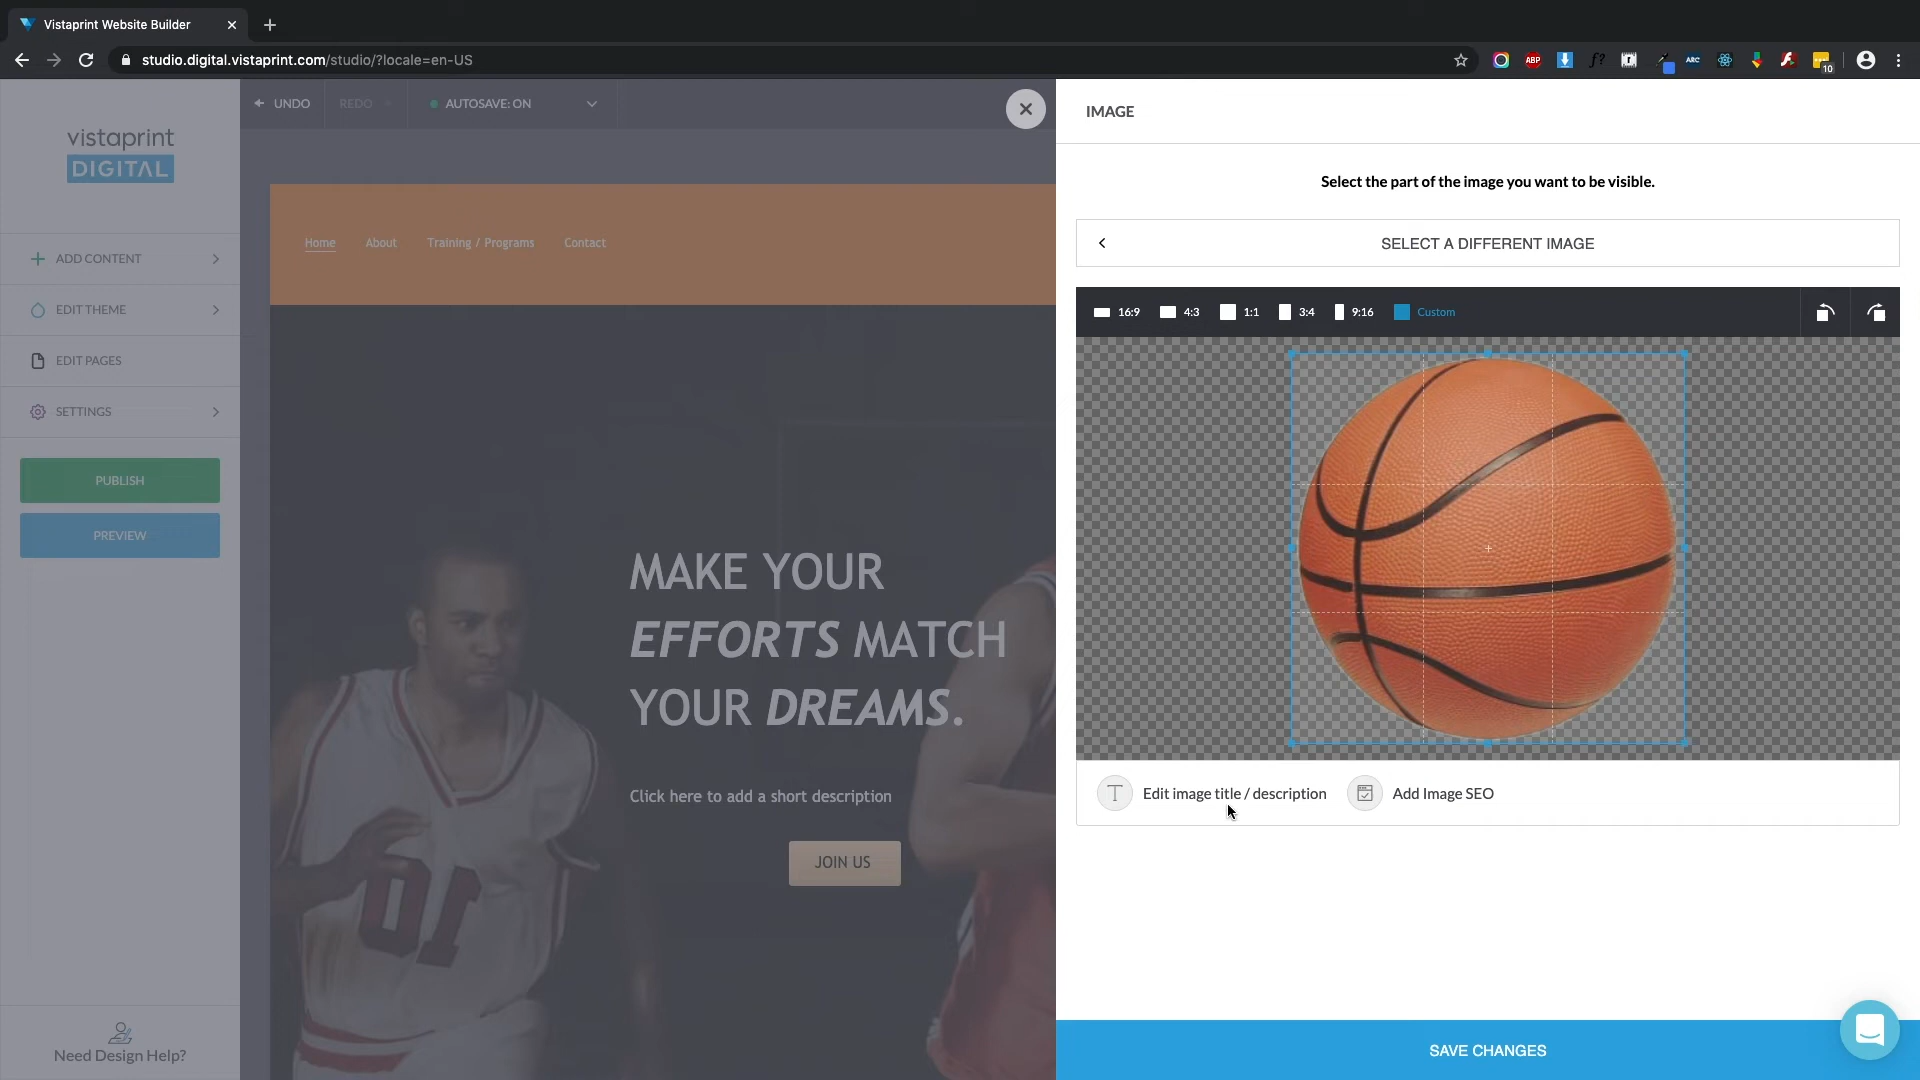 Vistaprint Website Builder
studio.digital.vistaprint.com/studio/?locale=en-US
ABP
f?
ARC
10
vistaprint
DIGITAL
UNDO
REDO
AUTOSAVE: ON
IMAGE
Select the part of the image you want to be visible.
SELECT A DIFFERENT IMAGE
16:9
4:3
1:1
3:4
9:16
Custom
ADD CONTENT
EDIT THEME
EDIT PAGES
SETTINGS
PUBLISH
PREVIEW
Need Design Help?
Home
About
Training / Programs
Contact
MAKE YOUR
EFFORTS MATCH
YOUR DREAMS.
Click here to add a short description
JOIN US
10
T
Edit image title / description
Add Image SEO
SAVE CHANGES